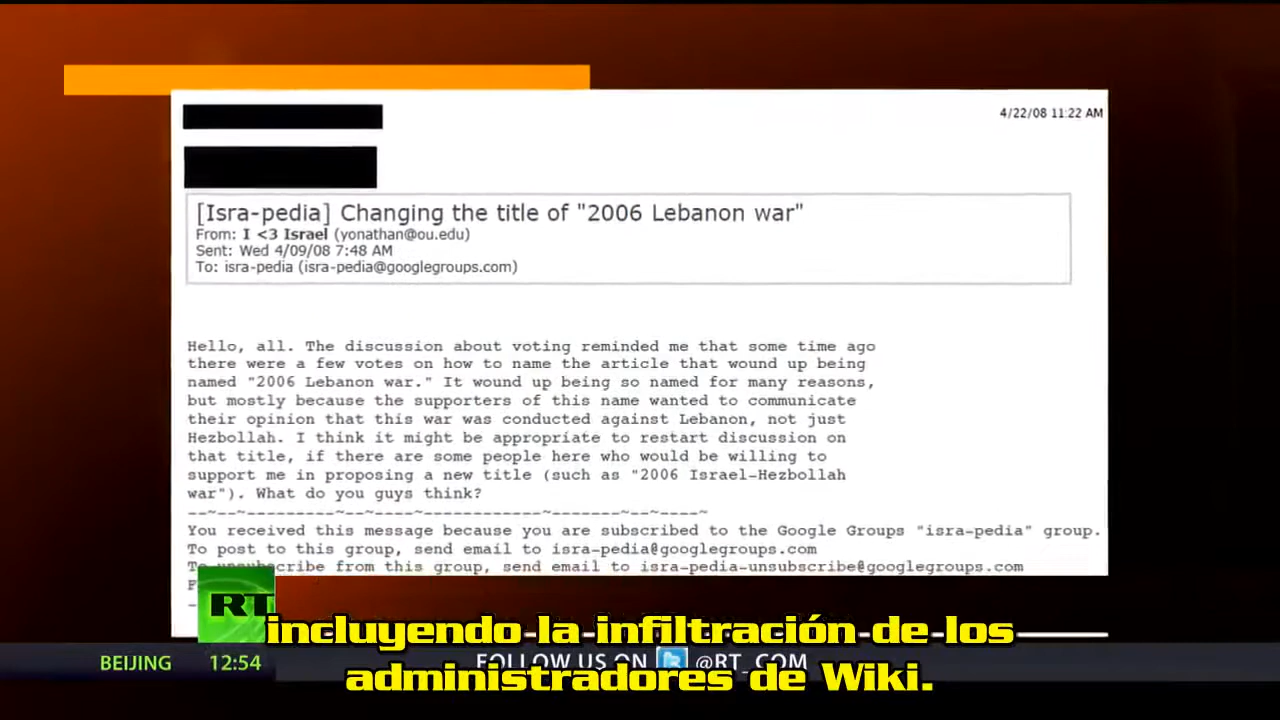 4/22/08 11:22 AM
[Isra-pedia] Changing the title of "2006 Lebanon war"
From: I <3 Israel (yonathan@ou.edu)
Sent: Wed 4/09/08 7:48 AM
To: isra-pedia (isra-pedia@googlegroups.com)
Hello, all. The discussion about voting reminded me that some time ago
there were a few votes on how to name the article that wound up being
named "2006 Lebanon war." It wound up being so named for many reasons,
but mostly because the supporters of this name wanted to communicate
their opinion that this war was conducted against Lebanon, not just
Hezbollah. I think it might be appropriate to restart discussion on
that title, if there are some people here who would be willing to
support me in proposing a new title (such as "2006 Israel-Hezbollah
war"). What do you guys think?
--~--~---------~--~----~------------~-------~--~----~
You received this message because you are subscribed to the Google Groups "isra-pedia" group.
To post to this group, send email to isra-pedia@googlegroups.com
To unsubscribe from this group, send email to isra-pedia-unsubscribe@googlegroups.com
RT
incluyendo la infiltración de los
administradores de Wiki.
BEIJING 12:54 FOLLOW US ON @RT_COM